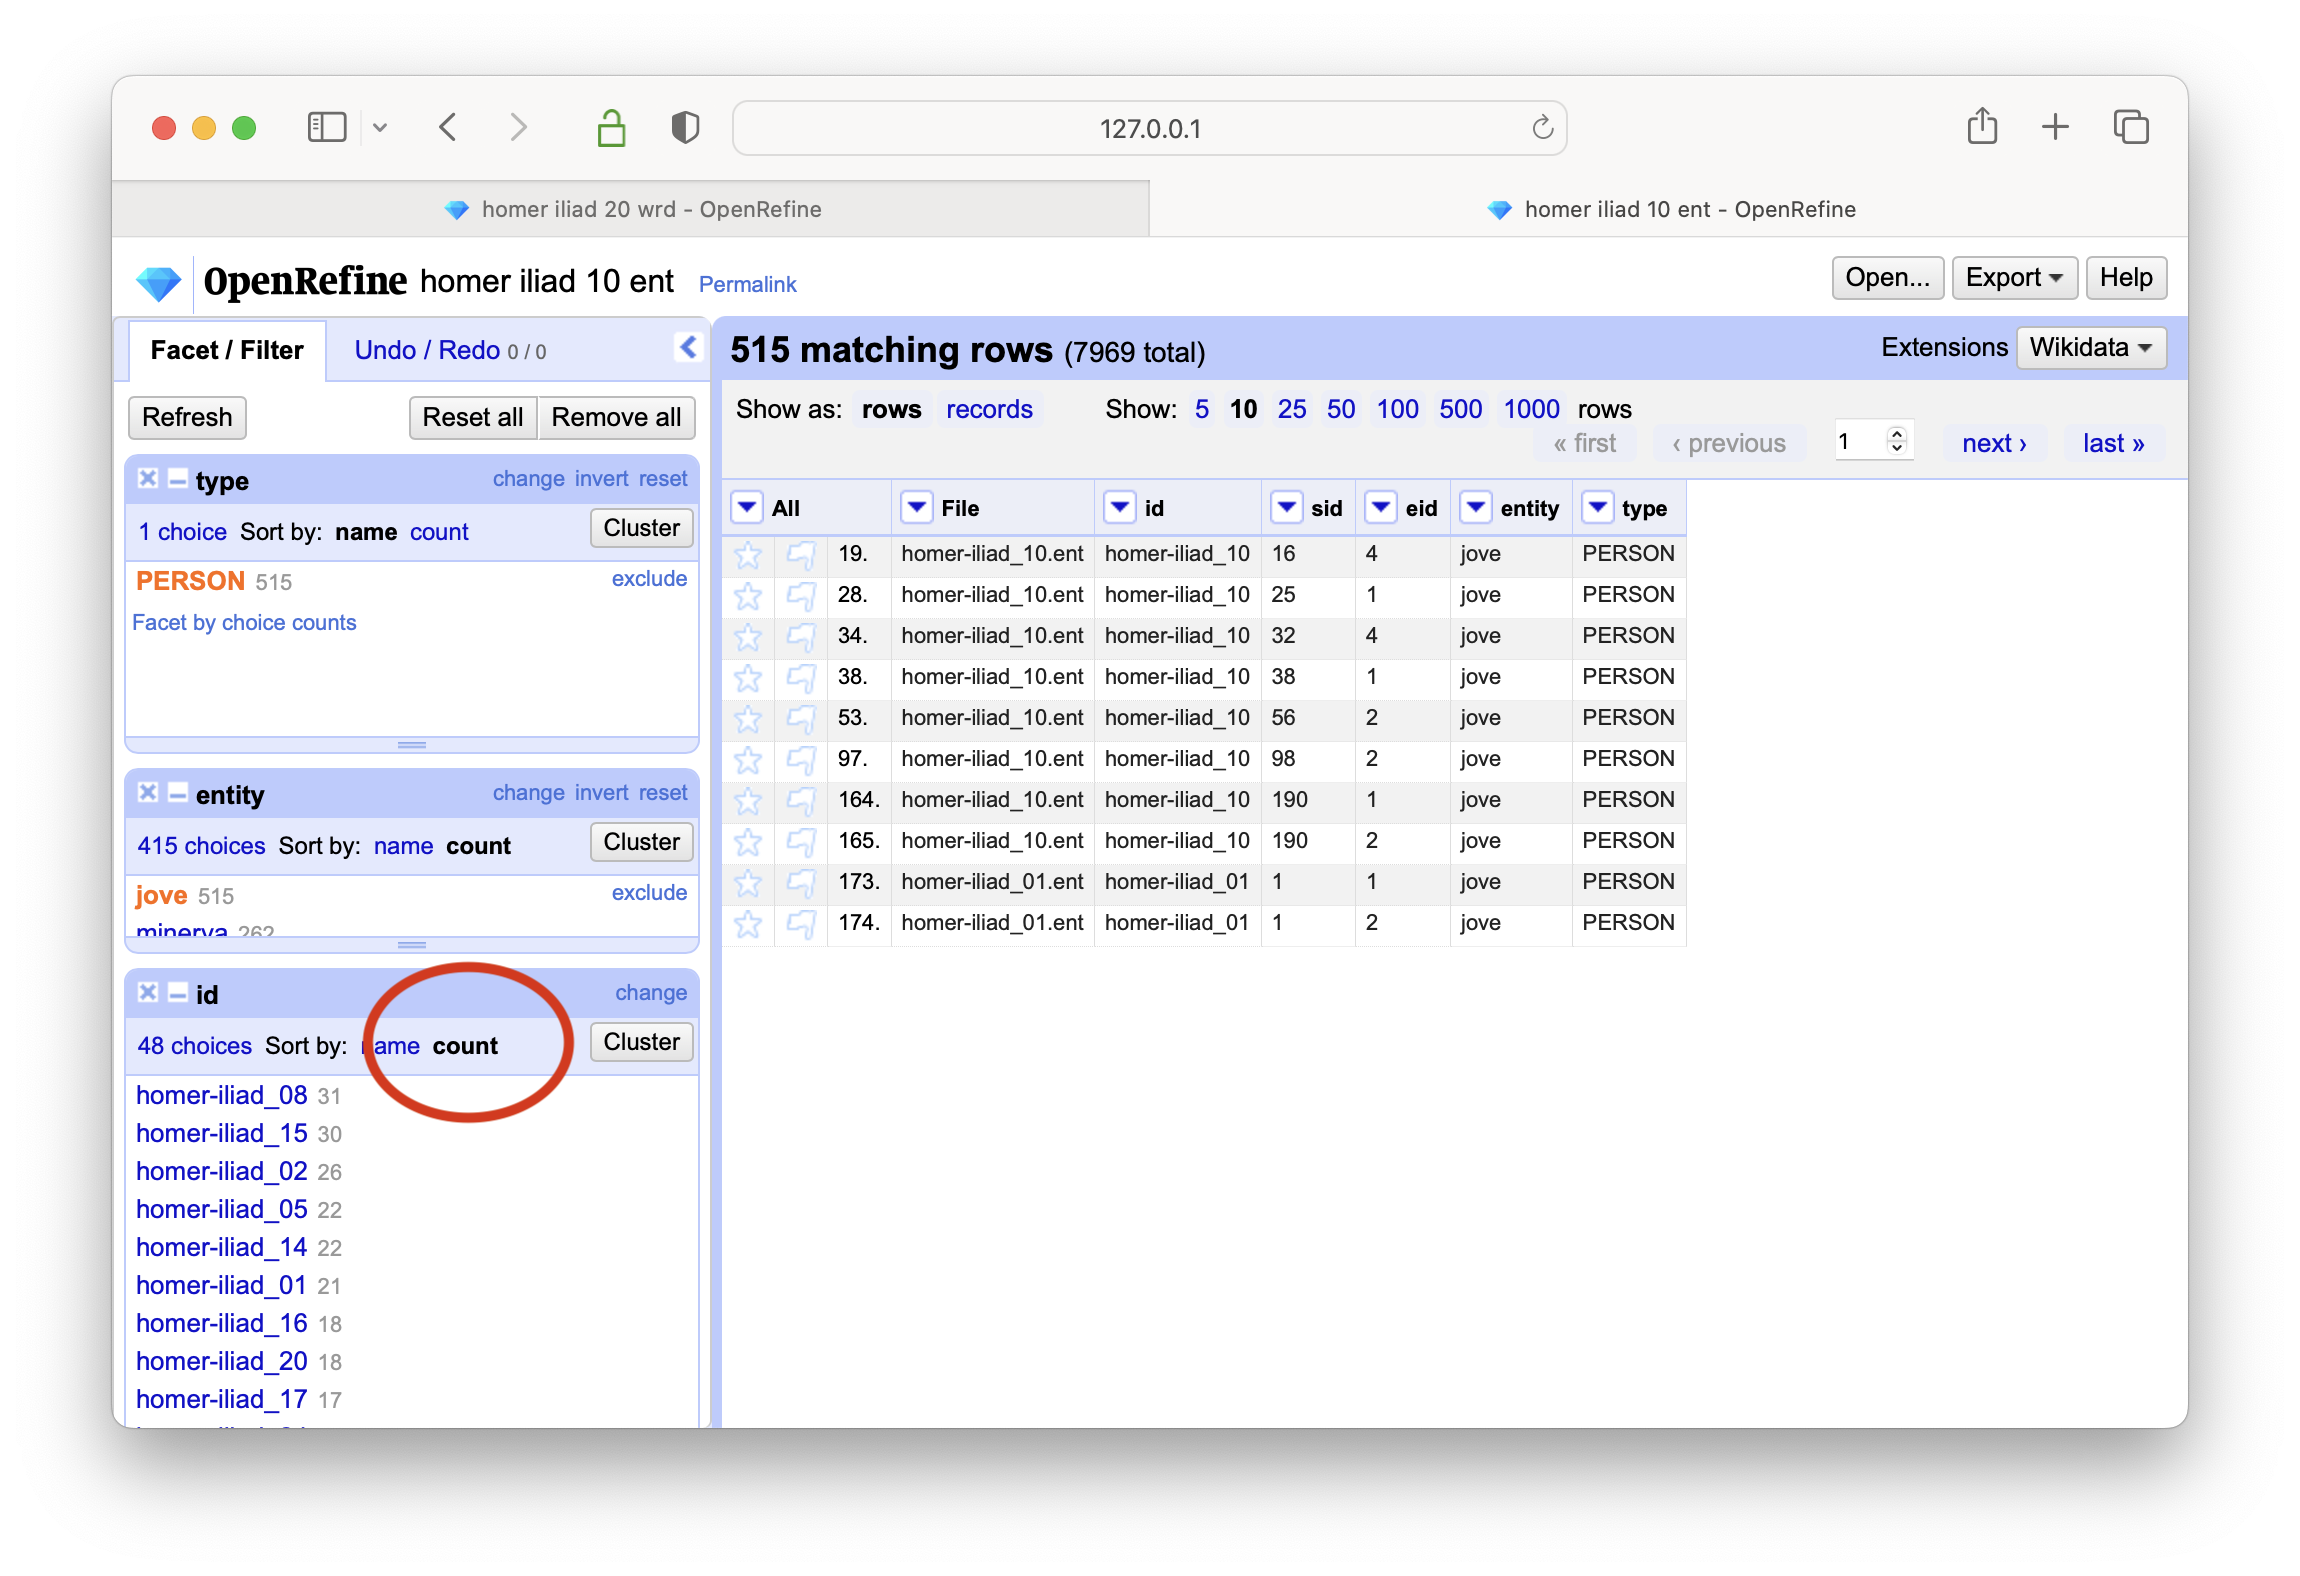 127.0.0.1
homer iliad 20 wrd - OpenRefine
homer iliad 10 ent - OpenRefine
OpenRefine homer iliad 10 ent Permalink
Open... Export Help
Facet / Filter Undo / Redo 0 / 0
Refresh Reset all Remove all
type change invert reset
1 choice Sort by: name count Cluster
PERSON 515 exclude
Facet by choice counts
entity change invert reset
415 choices Sort by: name count Cluster
jove 515 exclude
minerva 262
id change
48 choices Sort by: name count Cluster
homer-iliad_08 31
homer-iliad_15 30
homer-iliad_02 26
homer-iliad_05 22
homer-iliad_14 22
homer-iliad_01 21
homer-iliad_16 18
homer-iliad_20 18
homer-iliad_17 17
515 matching rows (7969 total)
Extensions Wikidata
Show as: rows records Show: 5 10 25 50 100 500 1000 rows
« first ‹ previous 1 next › last »
All File id sid eid entity type
19. homer-iliad_10.ent homer-iliad_10 16 4 jove PERSON
28. homer-iliad_10.ent homer-iliad_10 25 1 jove PERSON
34. homer-iliad_10.ent homer-iliad_10 32 4 jove PERSON
38. homer-iliad_10.ent homer-iliad_10 38 1 jove PERSON
53. homer-iliad_10.ent homer-iliad_10 56 2 jove PERSON
97. homer-iliad_10.ent homer-iliad_10 98 2 jove PERSON
164. homer-iliad_10.ent homer-iliad_10 190 1 jove PERSON
165. homer-iliad_10.ent homer-iliad_10 190 2 jove PERSON
173. homer-iliad_01.ent homer-iliad_01 1 1 jove PERSON
174. homer-iliad_01.ent homer-iliad_01 1 2 jove PERSON